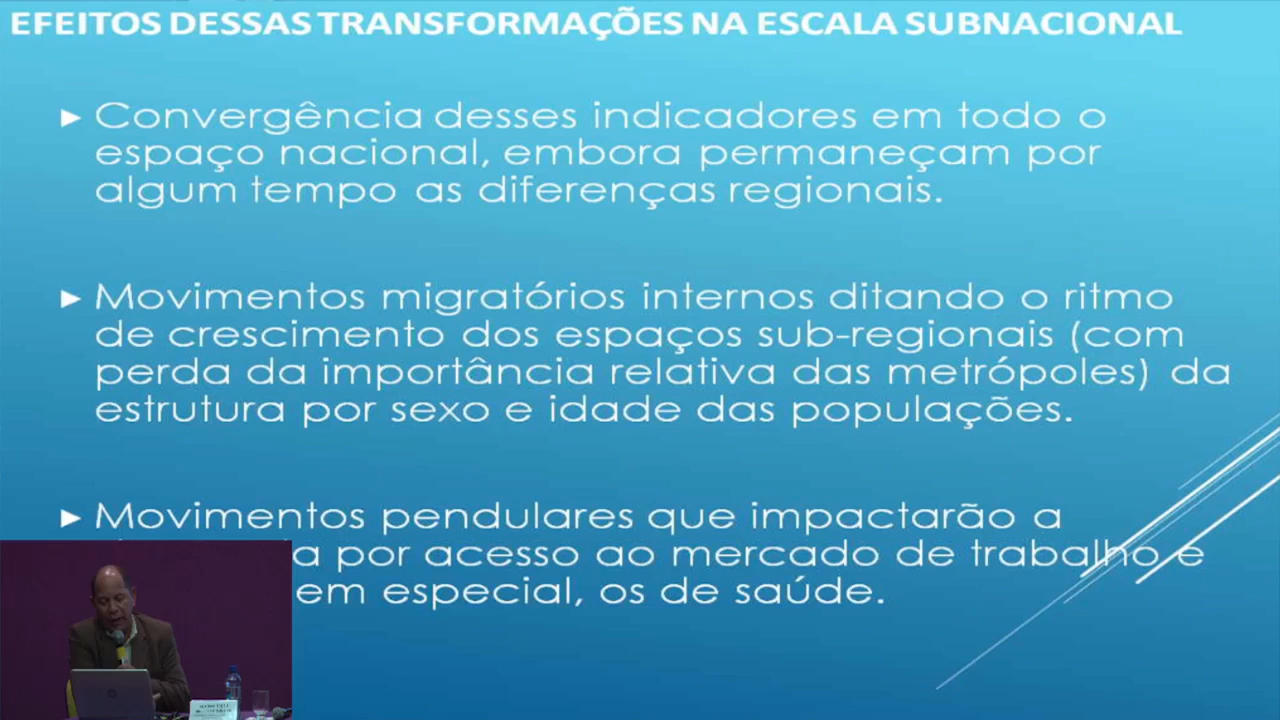 EFEITOS DESSAS TRANSFORMAÇÕES NA ESCALA SUBNACIONAL
Convergência desses indicadores em todo o
espaço nacional, embora permaneçam por
algum tempo as diferenças regionais.
Movimentos migratórios internos ditando o ritmo
de crescimento dos espaços sub-regionais (com
perda da importância relativa das metrópoles) da
estrutura por sexo e idade das populações.
Movimentos pendulares que impactarão a
por acesso ao mercado de trabalho e
em especial, os de saúde.